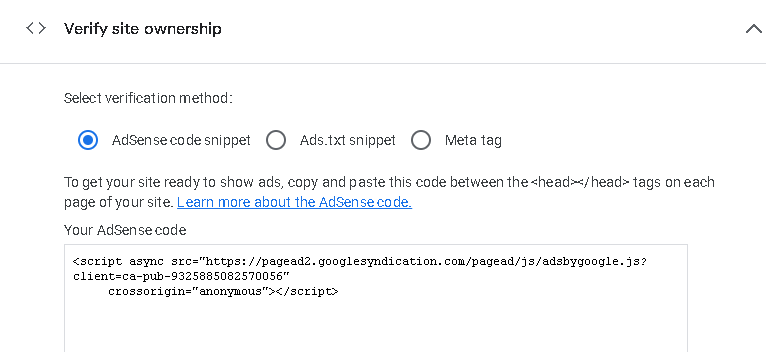 Verify site ownership
Select verification method:
AdSense code snippet Ads.txt snippet Meta tag
To get your site ready to show ads, copy and paste this code between the <head></head> tags on each
page of your site. Learn more about the AdSense code.
Your AdSense code
<script async src="https://pagead2.googlesyndication.com/pagead/js/adsbygoogle.js?
client=ca-pub-9325885082570056"
crossorigin="anonymous"></script>